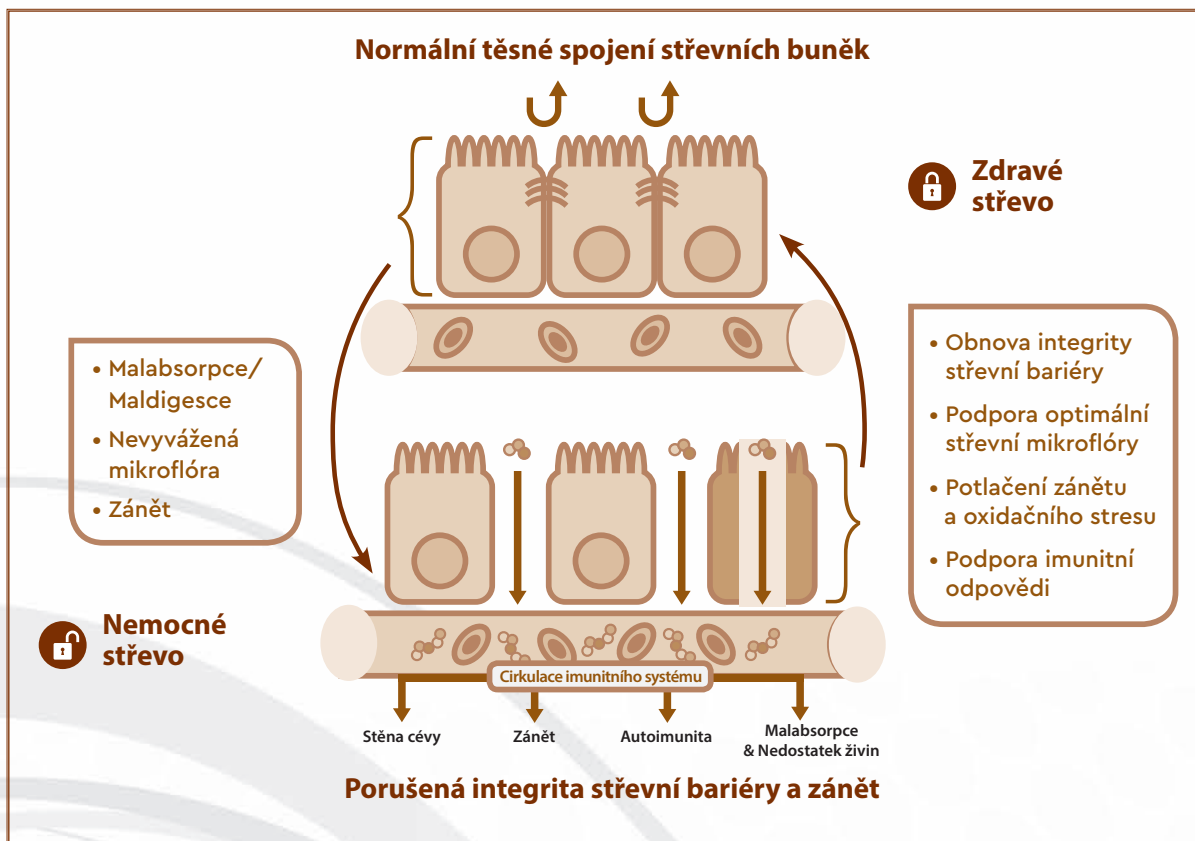 Normální těsné spojení střevních buněk
Zdravé
střevo
• Malabsorpce/
Maldigesce
• Nevyvážená
mikroflóra
• Zánět
• Obnova integrity
střevní bariéry
• Podpora optimální
střevní mikroflóry
• Potlačení zánětu
a oxidačního stresu
• Podpora imunitní
odpovědi
Nemocné
střevo
Cirkulace imunitního systému
Stěna cévy
Zánět
Autoimunita
Malabsorpce
& Nedostatek živin
Porušená integrita střevní bariéry a zánět